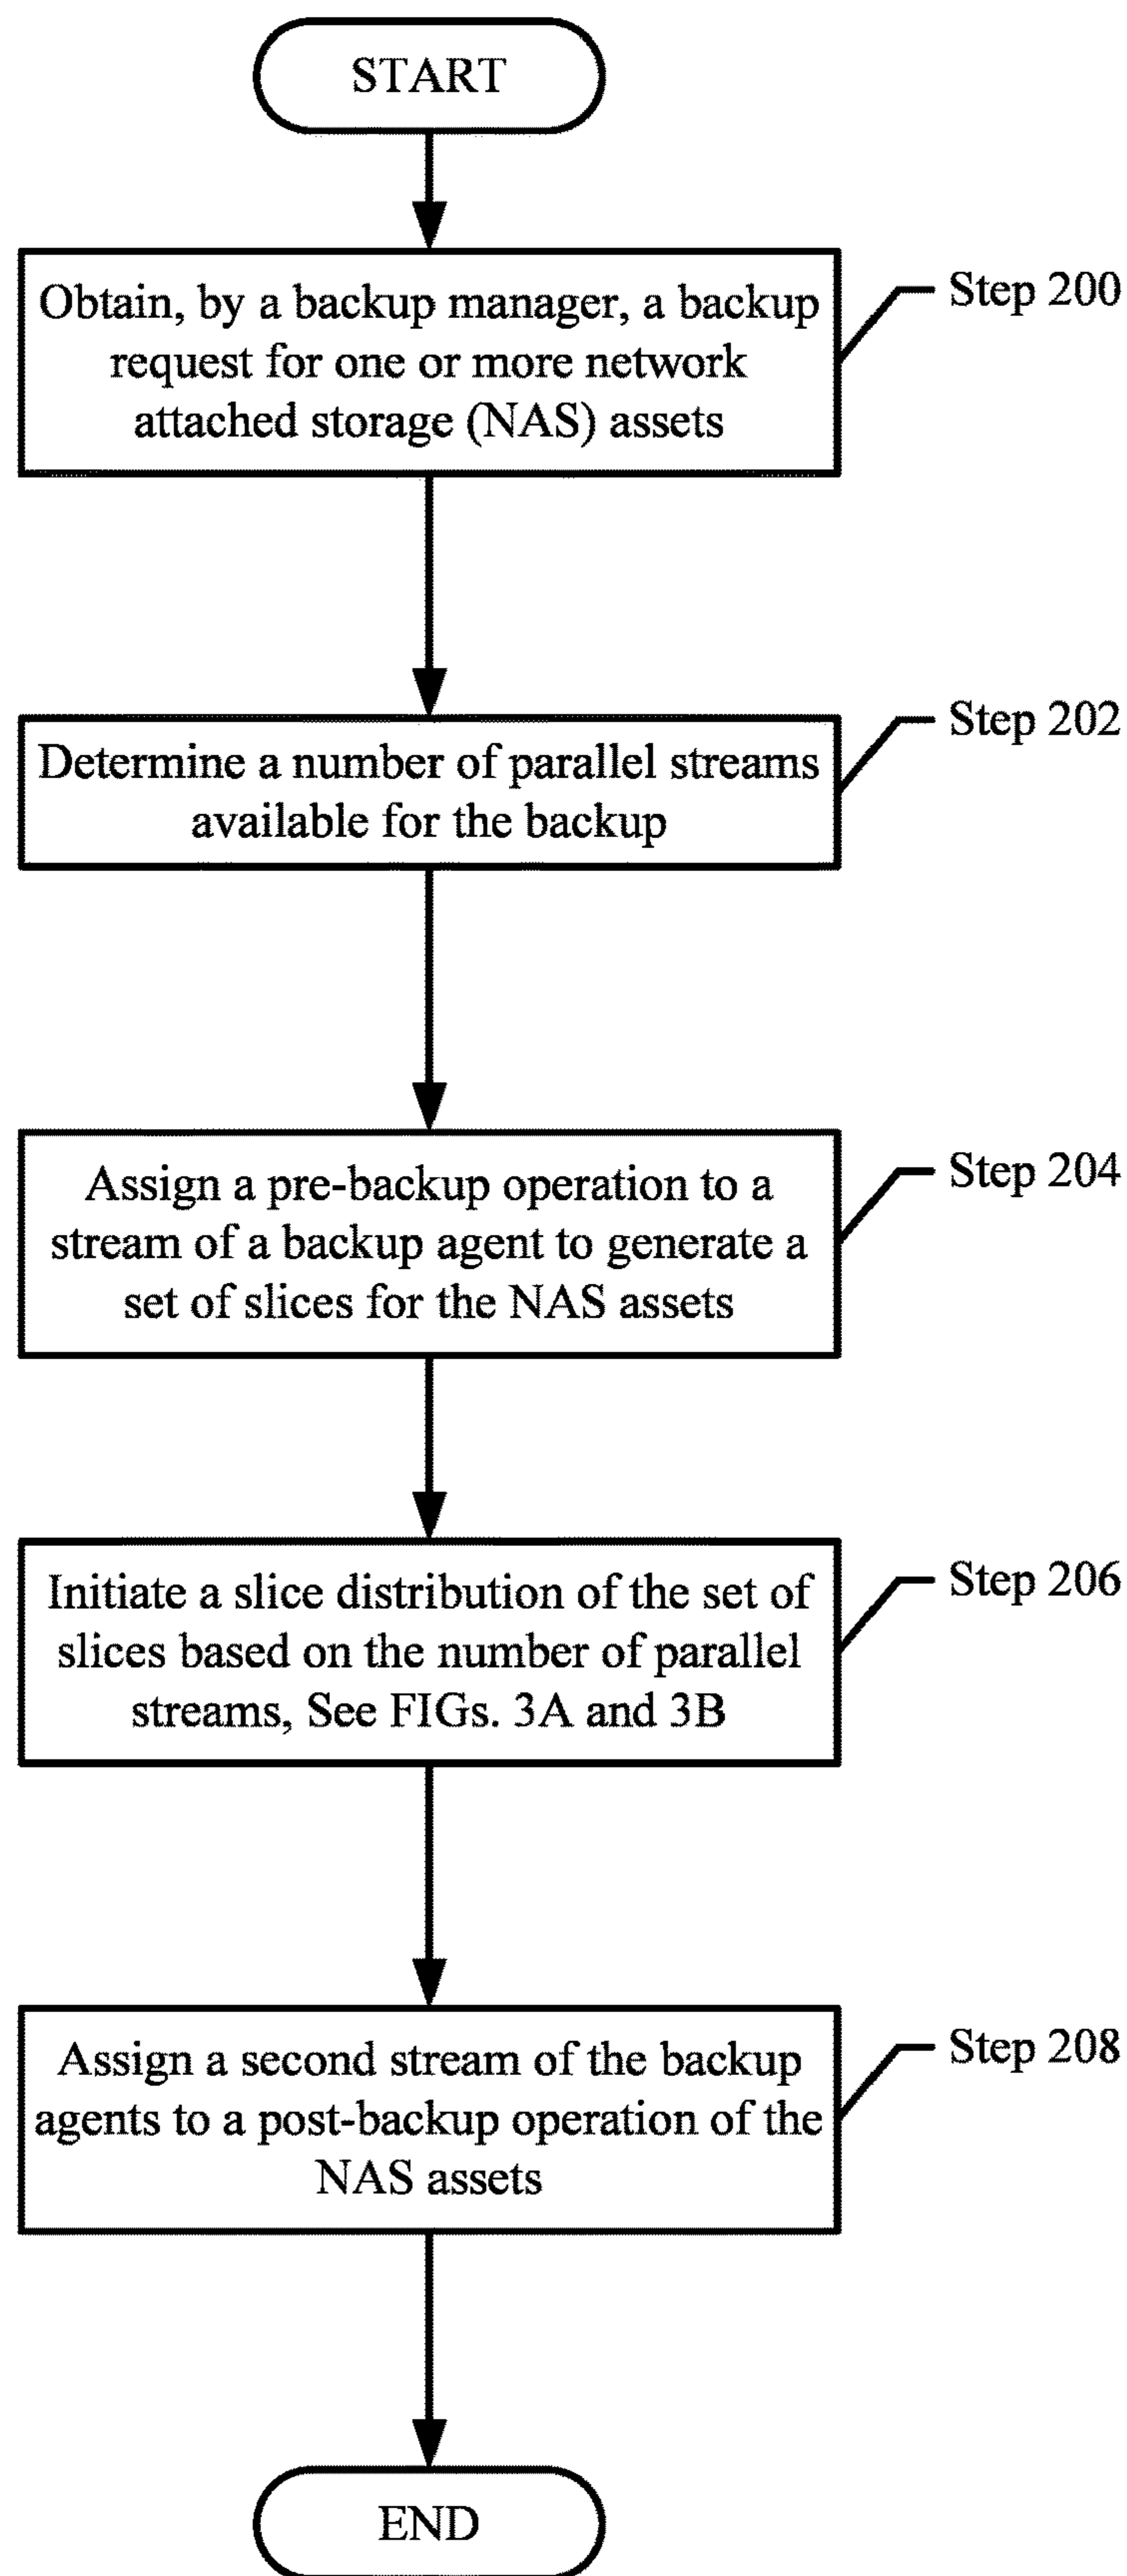 START
Obtain, by a backup manager, a backup
request for one or more network
attached storage (NAS) assets
Step 200
Determine a number of parallel streams
available for the backup
Step 202
Assign a pre-backup operation to a
stream of a backup agent to generate a
set of slices for the NAS assets
Step 204
Initiate a slice distribution of the set of
slices based on the number of parallel
streams, See FIGs. 3A and 3B
Step 206
Assign a second stream of the backup
agents to a post-backup operation of the
NAS assets
Step 208
END